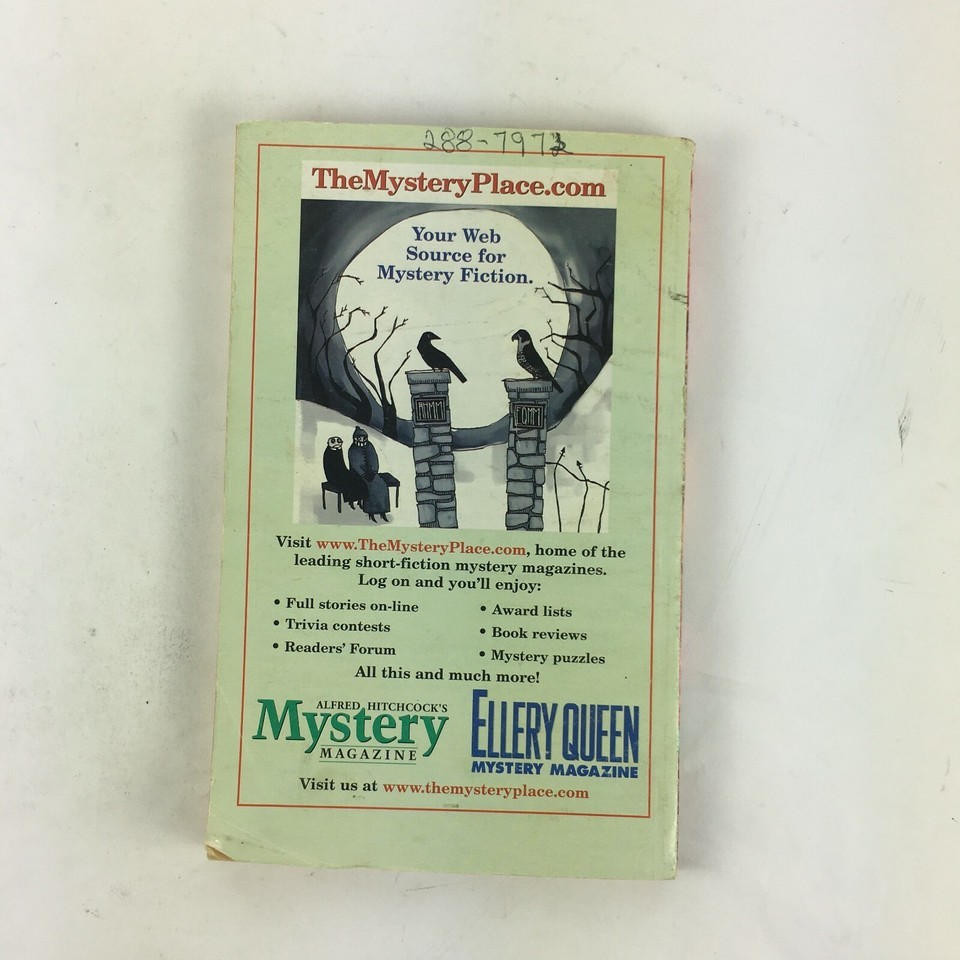 288-7972
TheMysteryPlace.com
Your Web
Source for
Mystery Fiction.
AHMM
EQMM
Visit www.TheMysteryPlace.com, home of the
leading short-fiction mystery magazines.
Log on and you'll enjoy:
• Full stories on-line
• Trivia contests
• Readers' Forum
• Award lists
• Book reviews
• Mystery puzzles
All this and much more!
ALFRED HITCHCOCK'S
Mystery
MAGAZINE
ELLERY QUEEN
MYSTERY MAGAZINE
Visit us at www.themysteryplace.com